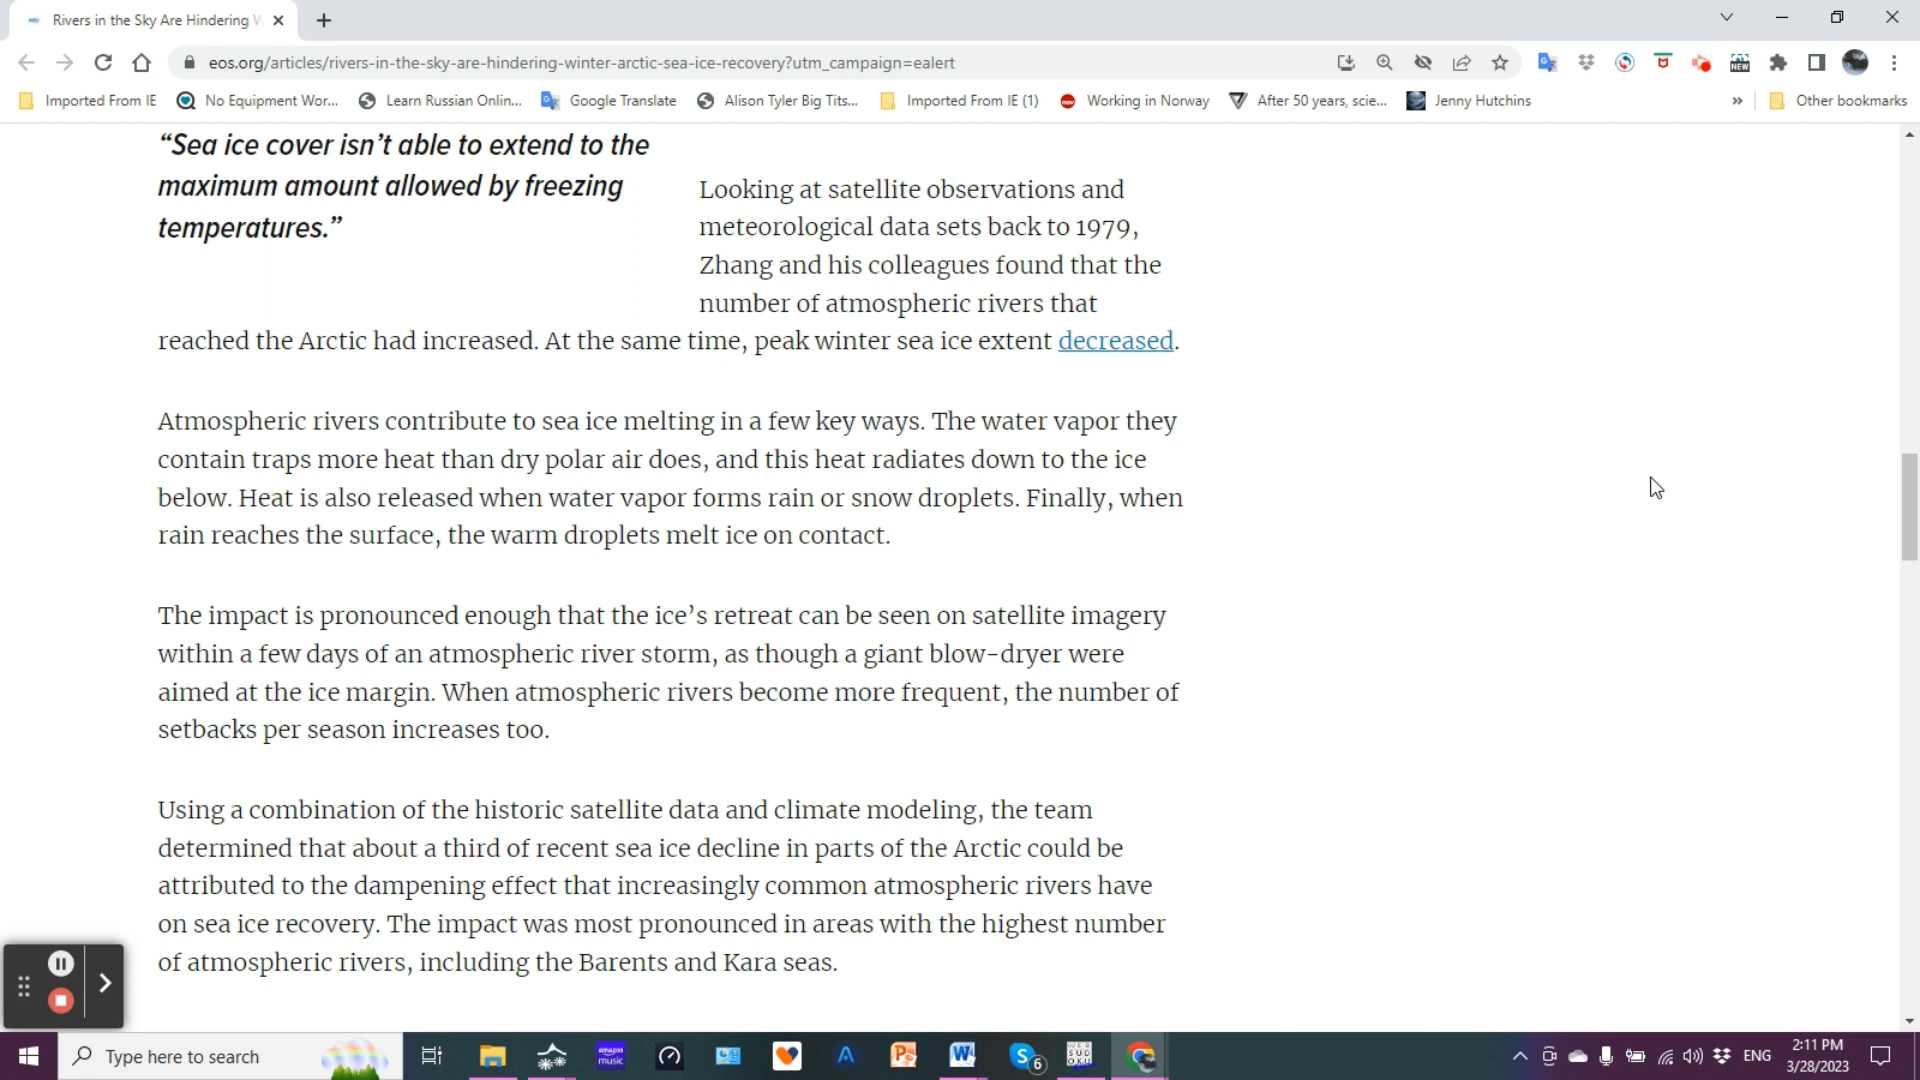 Rivers in the Sky Are Hindering W
eos.org/articles/rivers-in-the-sky-are-hindering-winter-arctic-sea-ice-recovery?utm_campaign=ealert
NEW
Imported From IE
No Equipment Wor...
Learn Russian Onlin...
Google Translate
Alison Tyler Big Tits...
Imported From IE (1)
Working in Norway
After 50 years, scie...
Jenny Hutchins
»
Other bookmarks
“Sea ice cover isn’t able to extend to the
maximum amount allowed by freezing
temperatures.”
Looking at satellite observations and
meteorological data sets back to 1979,
Zhang and his colleagues found that the
number of atmospheric rivers that
reached the Arctic had increased. At the same time, peak winter sea ice extent decreased.
Atmospheric rivers contribute to sea ice melting in a few key ways. The water vapor they
contain traps more heat than dry polar air does, and this heat radiates down to the ice
below. Heat is also released when water vapor forms rain or snow droplets. Finally, when
rain reaches the surface, the warm droplets melt ice on contact.
The impact is pronounced enough that the ice’s retreat can be seen on satellite imagery
within a few days of an atmospheric river storm, as though a giant blow-dryer were
aimed at the ice margin. When atmospheric rivers become more frequent, the number of
setbacks per season increases too.
Using a combination of the historic satellite data and climate modeling, the team
determined that about a third of recent sea ice decline in parts of the Arctic could be
attributed to the dampening effect that increasingly common atmospheric rivers have
on sea ice recovery. The impact was most pronounced in areas with the highest number
of atmospheric rivers, including the Barents and Kara seas.
Type here to search
amazon music
6
WEB SUDOKU
ENG
2:11 PM
3/28/2023